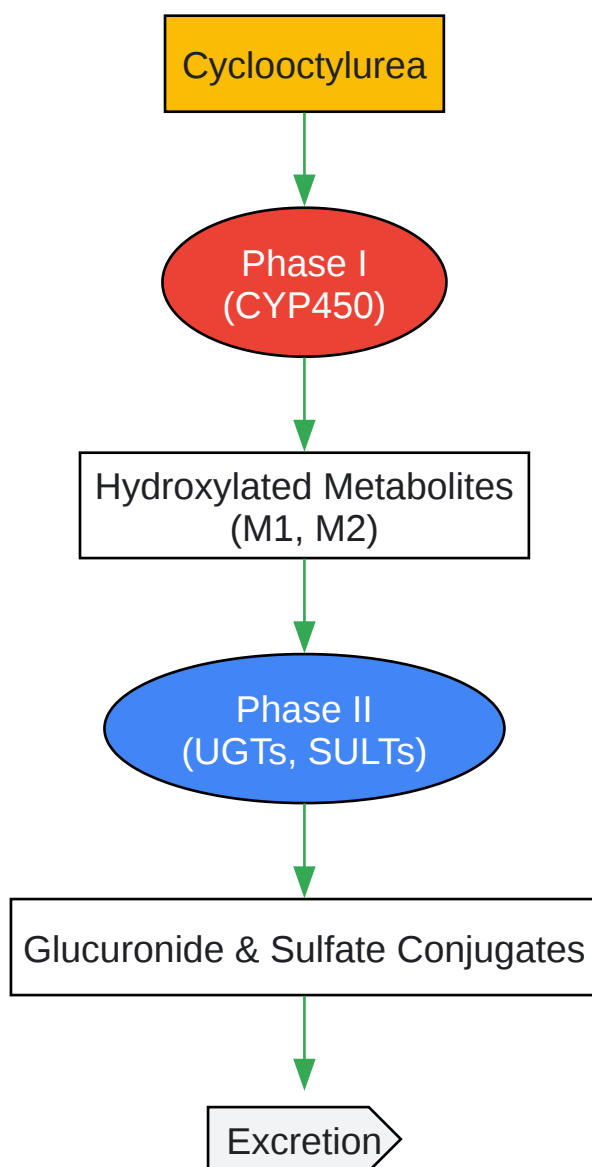 Cyclooctylurea
Phase I
(CYP450)
Hydroxylated Metabolites
(M1, M2)
Phase II
(UGTs, SULTs)
Glucuronide & Sulfate Conjugates
Excretion